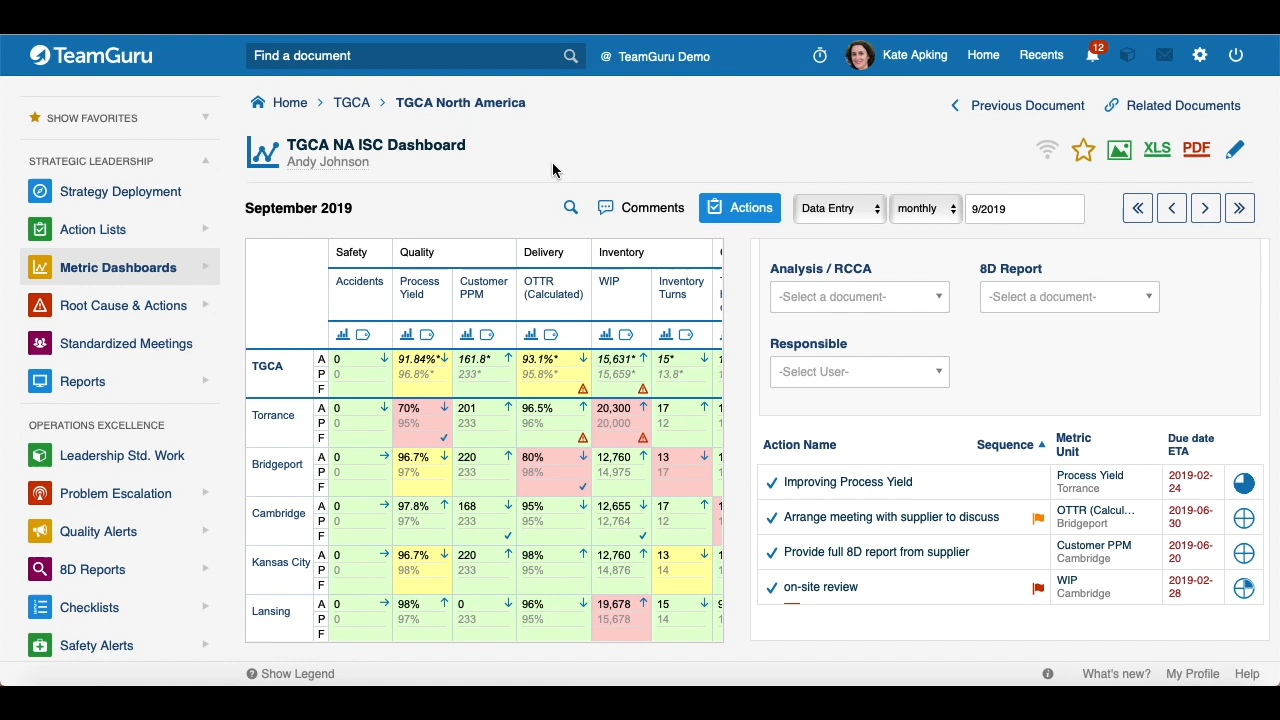 TeamGuru
Find a document
@ TeamGuru Demo
Kate Apking
Home
Recents
12
SHOW FAVORITES
STRATEGIC LEADERSHIP
Strategy Deployment
Action Lists
Metric Dashboards
Root Cause & Actions
Standardized Meetings
Reports
OPERATIONS EXCELLENCE
Leadership Std. Work
Problem Escalation
Quality Alerts
8D Reports
Checklists
Safety Alerts
Home > TGCA > TGCA North America
Previous Document
Related Documents
TGCA NA ISC Dashboard
Andy Johnson
XLS
PDF
September 2019
Comments
Actions
Data Entry
monthly
9/2019
Safety Quality Delivery Inventory
Accidents Process Yield Customer PPM OTTR (Calculated) WIP Inventory Turns
TGCA A 0 91.84%* 161.8* 93.1%* 15,631* 15*
P 0 96.8%* 233* 95.8%* 15,659* 13.8*
F
Torrance A 0 70% 201 96.5% 20,300 17
P 0 95% 233 96% 20,000 12
F
Bridgeport A 0 96.7% 220 80% 12,760 13
P 0 97% 233 98% 14,975 17
F
Cambridge A 0 97.8% 168 95% 12,655 17
P 0 97% 233 95% 12,764 12
F
Kansas City A 0 96.7% 220 98% 12,760 13
P 0 98% 233 95% 14,876 14
F
Lansing A 0 98% 0 96% 19,678 15
P 0 97% 233 95% 15,678 14
F
Analysis / RCCA
-Select a document-
8D Report
-Select a document-
Responsible
-Select User-
Action Name Sequence Metric Unit Due date ETA
Improving Process Yield Process Yield Torrance 2019-02-24
Arrange meeting with supplier to discuss OTTR (Calcul... Bridgeport 2019-06-30
Provide full 8D report from supplier Customer PPM Cambridge 2019-06-20
on-site review WIP Cambridge 2019-02-28
Show Legend
What's new?
My Profile
Help